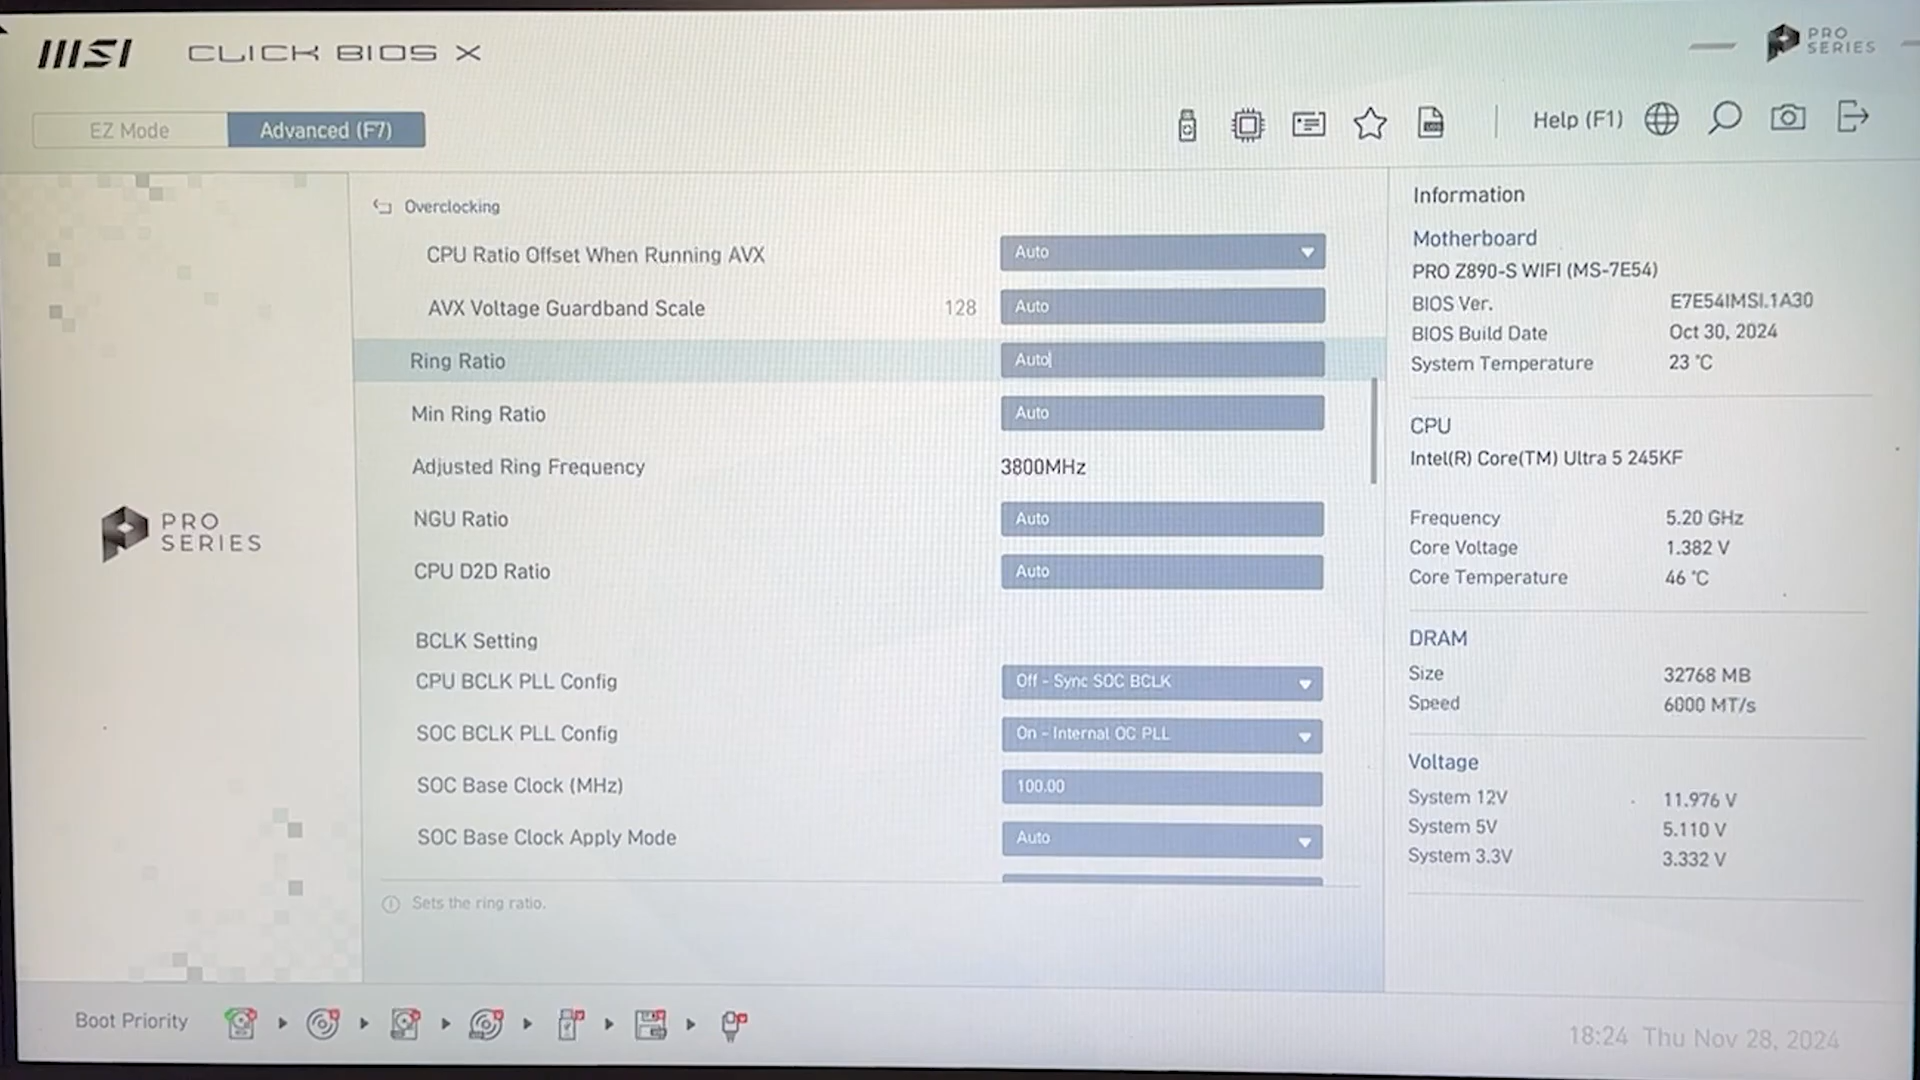 msi CLICK BIOS X
PRO SERIES
EZ Mode
Advanced (F7)
LOG
Help (F1)
Overclocking
CPU Ratio Offset When Running AVX Auto
AVX Voltage Guardband Scale 128 Auto
Ring Ratio Auto
Min Ring Ratio Auto
Adjusted Ring Frequency 3800MHz
NGU Ratio Auto
CPU D2D Ratio Auto
BCLK Setting
CPU BCLK PLL Config Off - Sync SOC BCLK
SOC BCLK PLL Config On - Internal OC PLL
SOC Base Clock (MHz) 100.00
SOC Base Clock Apply Mode Auto
Sets the ring ratio.
PRO
SERIES
Information
Motherboard
PRO Z890-S WIFI (MS-7E54)
BIOS Ver. E7E54IMSI.1A30
BIOS Build Date Oct 30, 2024
System Temperature 23 °C
CPU
Intel(R) Core(TM) Ultra 5 245KF
Frequency 5.20 GHz
Core Voltage 1.382 V
Core Temperature 46 °C
DRAM
Size 32768 MB
Speed 6000 MT/s
Voltage
System 12V 11.976 V
System 5V 5.110 V
System 3.3V 3.332 V
Boot Priority
18:24 Thu Nov 28, 2024